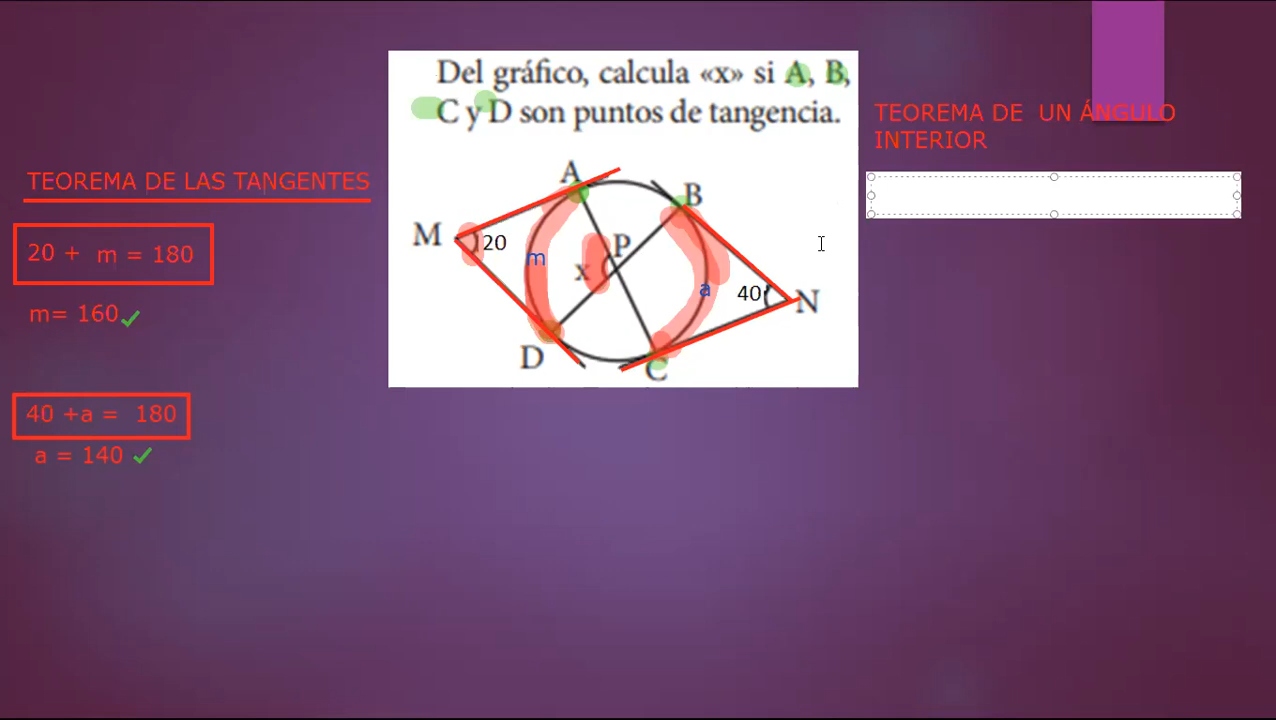 Del gráfico, calcula «x» si A, B,
C y D son puntos de tangencia.
TEOREMA DE UN ÁNGULO
INTERIOR
TEOREMA DE LAS TANGENTES
20 + m = 180
m= 160
40 +a = 180
a = 140
A
B
M
20
m
P
x
a
40
N
D
C